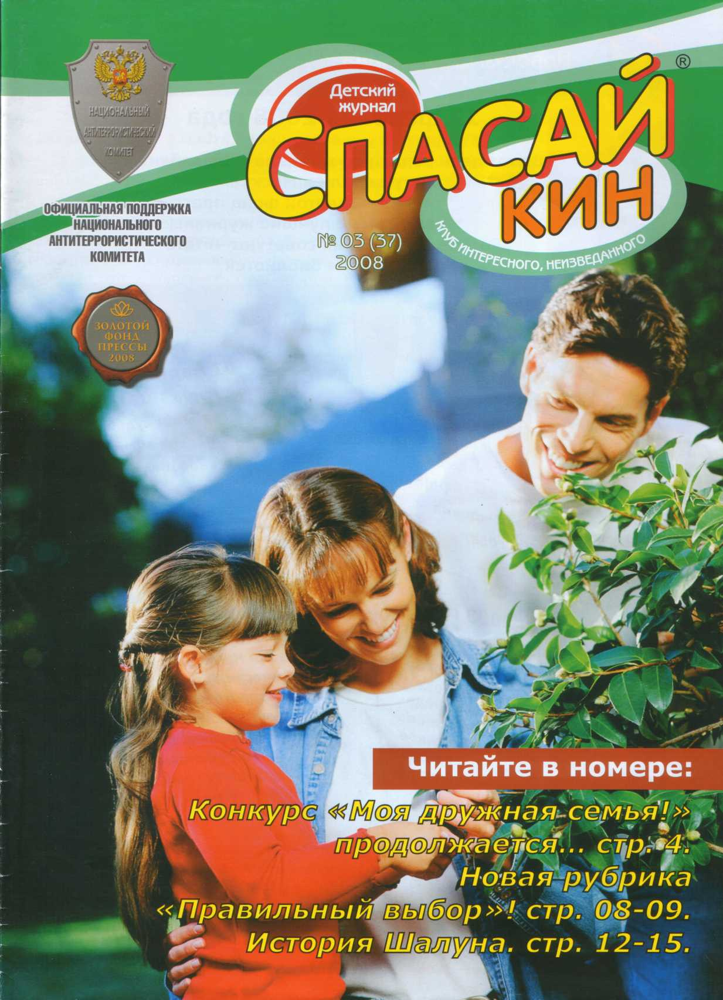 НАЦИОНАЛЬНЫЙ
АНТИТЕРРОРИСТИЧЕСКИЙ
КОМИТЕТ
Детский
журнал
СПАСАЙ
КИН
®
КЛУБ ИНТЕРЕСНОГО, НЕИЗВЕДАННОГО
№ 03 (37)
2008
ОФИЦИАЛЬНАЯ ПОДДЕРЖКА
НАЦИОНАЛЬНОГО
АНТИТЕРРОРИСТИЧЕСКОГО
КОМИТЕТА
ЗОЛОТОЙ
ФОНД
ПРЕССЫ
2008
Читайте в номере:
Конкурс «Моя дружная семья!»
продолжается... стр. 4.
Новая рубрика
«Правильный выбор»! стр. 08-09.
История Шалуна. стр. 12-15.